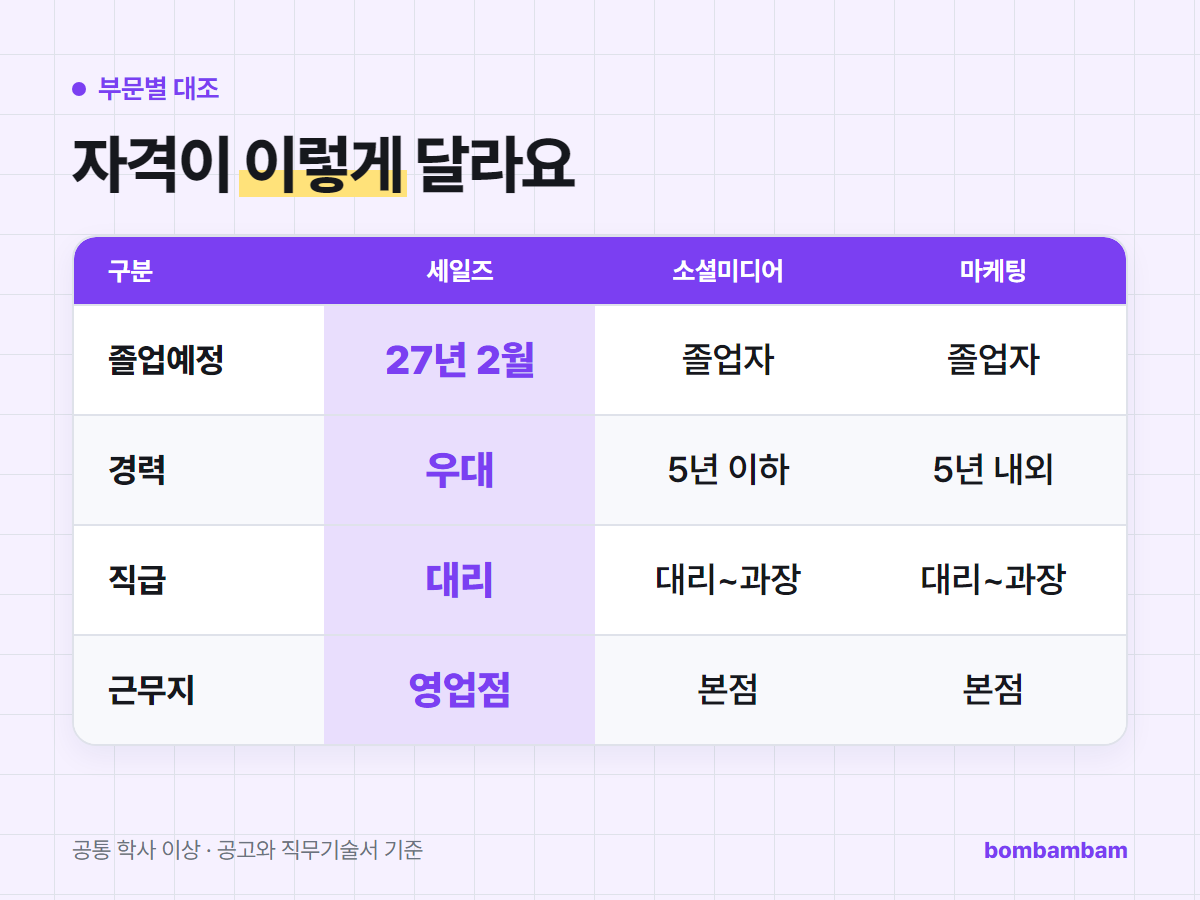 부문별 대조
자격이 이렇게 달라요
구분 세일즈 소셜미디어 마케팅
졸업예정 27년 2월 졸업자 졸업자
경력 우대 5년 이하 5년 내외
직급 대리 대리~과장 대리~과장
근무지 영업점 본점 본점
공통 학사 이상 · 공고와 직무기술서 기준
bombambam